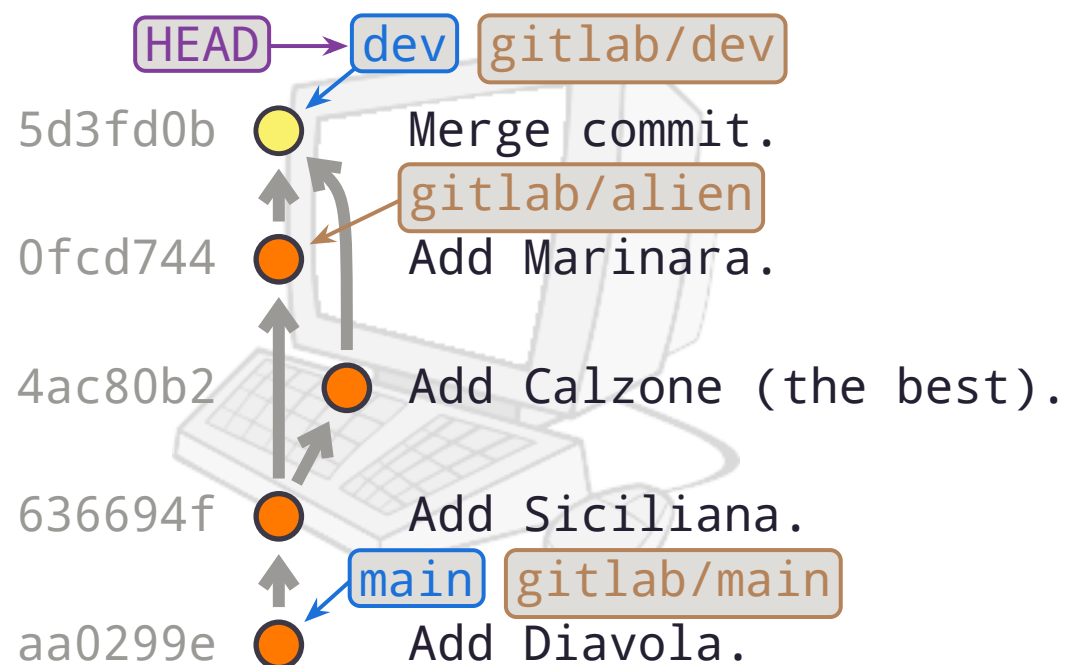 HEAD dev gitlab/dev
5d3fd0b Merge commit.
gitlab/alien
0fcd744 Add Marinara.
4ac80b2 Add Calzone (the best).
636694f Add Siciliana.
main gitlab/main
aa0299e Add Diavola.